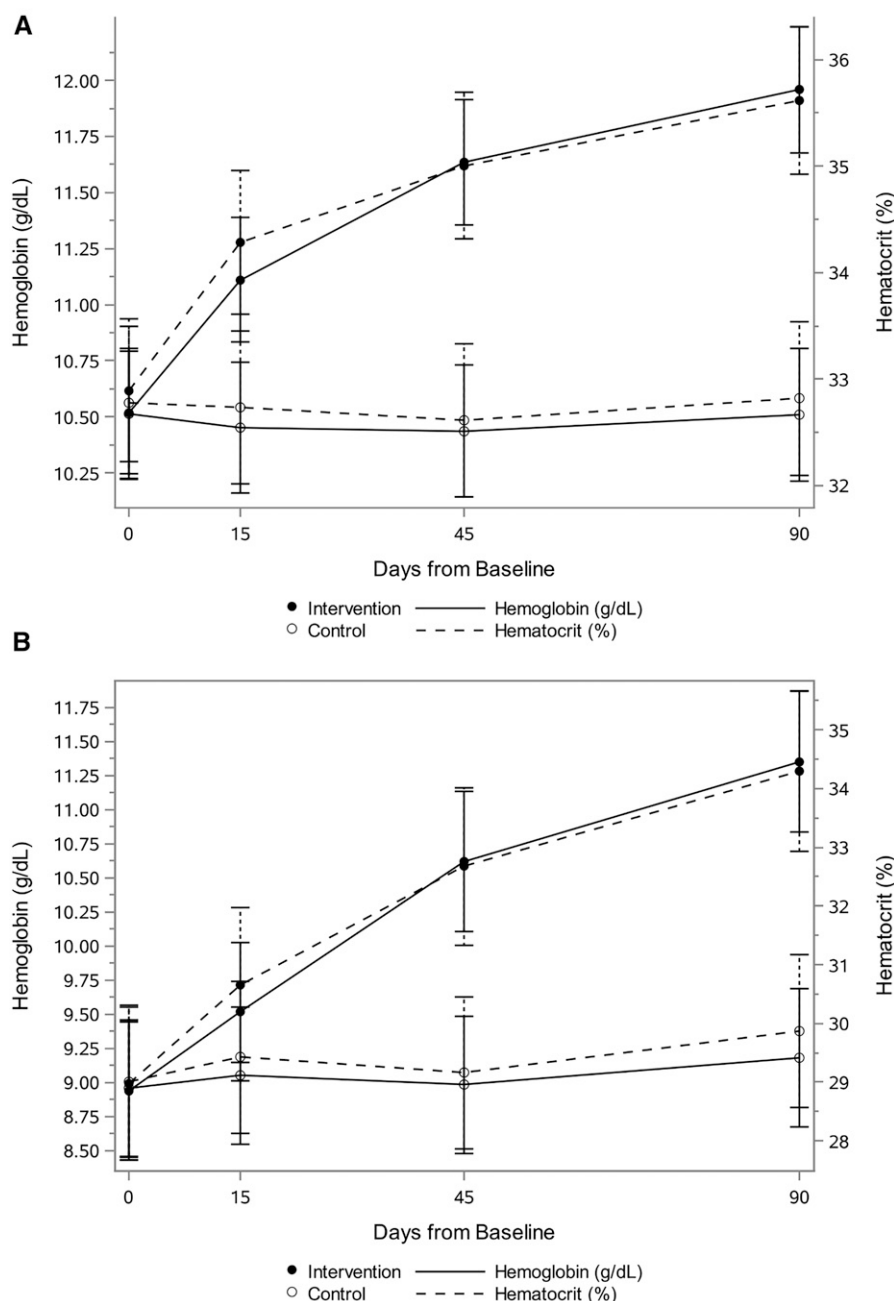 A
Hemoglobin (g/dL)
12.00
11.75
11.50
11.25
11.00
10.75
10.50
10.25
36
35
34
33
32
Hematocrit (%)
0 15 45 90
Days from Baseline
Intervention Hemoglobin (g/dL)
Control Hematocrit (%)
B
Hemoglobin (g/dL)
11.75
11.50
11.25
11.00
10.75
10.50
10.25
10.00
9.75
9.50
9.25
9.00
8.75
8.50
35
34
33
32
31
30
29
28
Hematocrit (%)
0 15 45 90
Days from Baseline
Intervention Hemoglobin (g/dL)
Control Hematocrit (%)